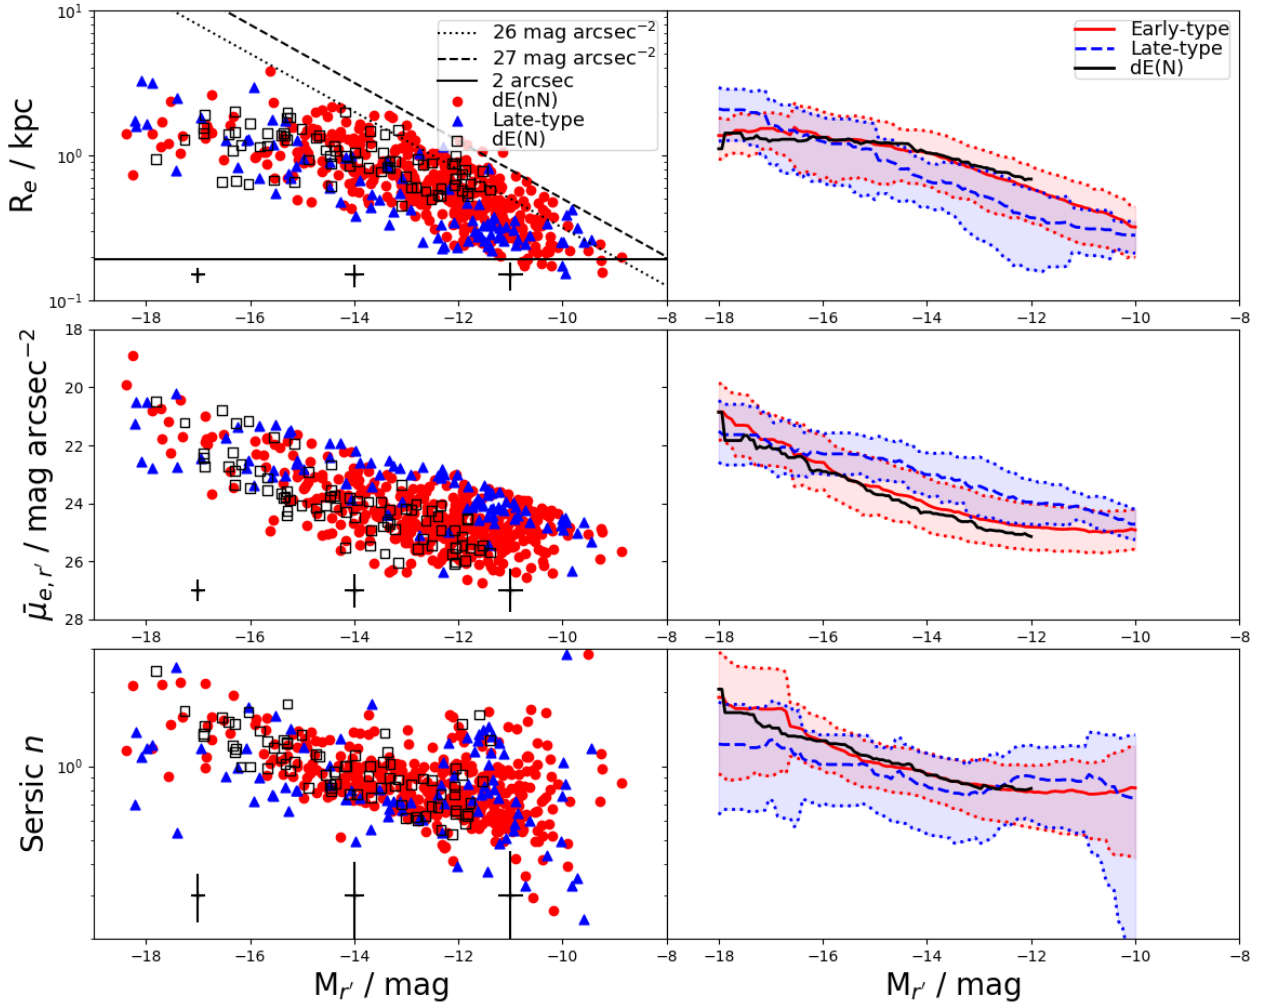 10¹
10⁰
10⁻¹
Rₑ / kpc
26 mag arcsec⁻²
27 mag arcsec⁻²
2 arcsec
dE(nN)
Late-type
dE(N)
Early-type
Late-type
dE(N)
−18 −16 −14 −12 −10 −8
−18 −16 −14 −12 −10 −8
18
20
22
24
26
28
μ̄e,r′ / mag arcsec⁻²
−18 −16 −14 −12 −10
−18 −16 −14 −12 −10 −8
10⁰
Sersic n
−18 −16 −14 −12 −10
−18 −16 −14 −12 −10 −8
Mr′ / mag
Mr′ / mag